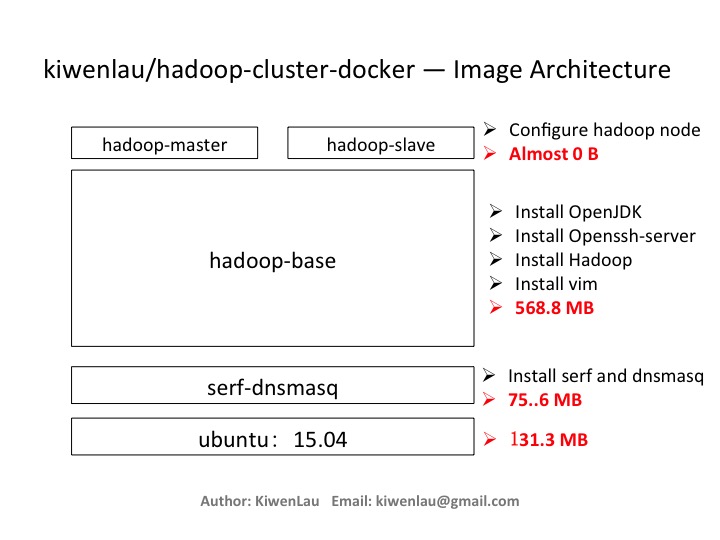 kiwenlau/hadoop-cluster-docker — Image Architecture
hadoop-master
hadoop-slave
➢ Configure hadoop node
➢ Almost 0 B
hadoop-base
➢ Install OpenJDK
➢ Install Openssh-server
➢ Install Hadoop
➢ Install vim
➢ 568.8 MB
serf-dnsmasq
➢ Install serf and dnsmasq
➢ 75..6 MB
ubuntu：15.04
➢ 131.3 MB
Author: KiwenLau Email: kiwenlau@gmail.com